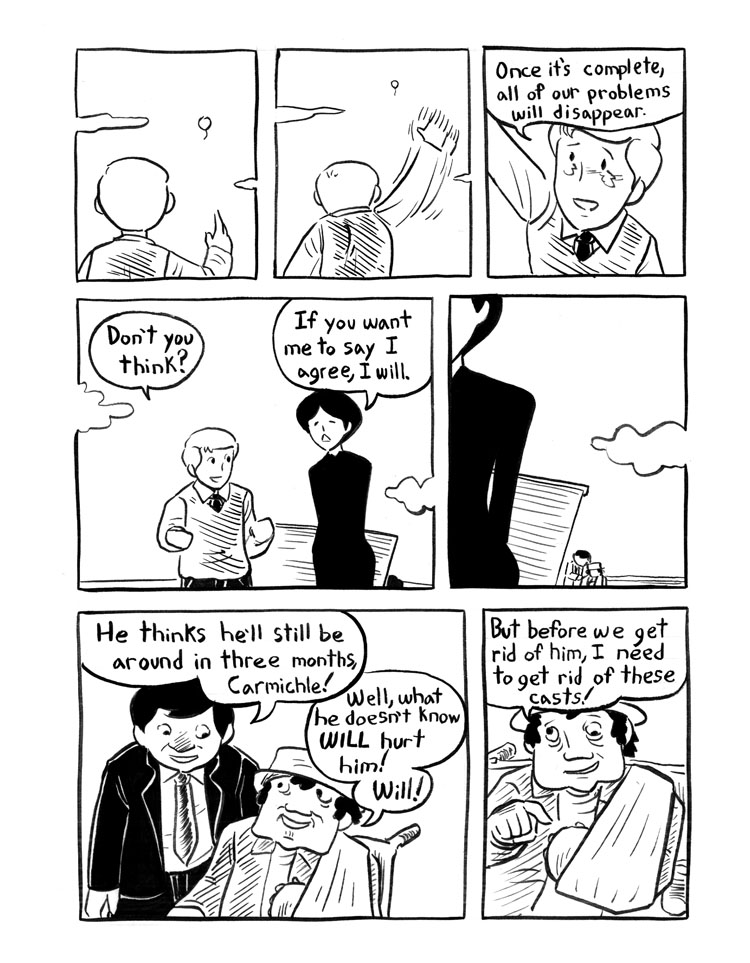 Once it's complete,
all of our problems
will disappear.
Don't you
think?
If you want
me to say I
agree, I will.
He thinks he'll still be
around in three months,
Carmichle!
Well, what
he doesn't know
WILL hurt
him!
Will!
But before we get
rid of him, I need
to get rid of these
casts!